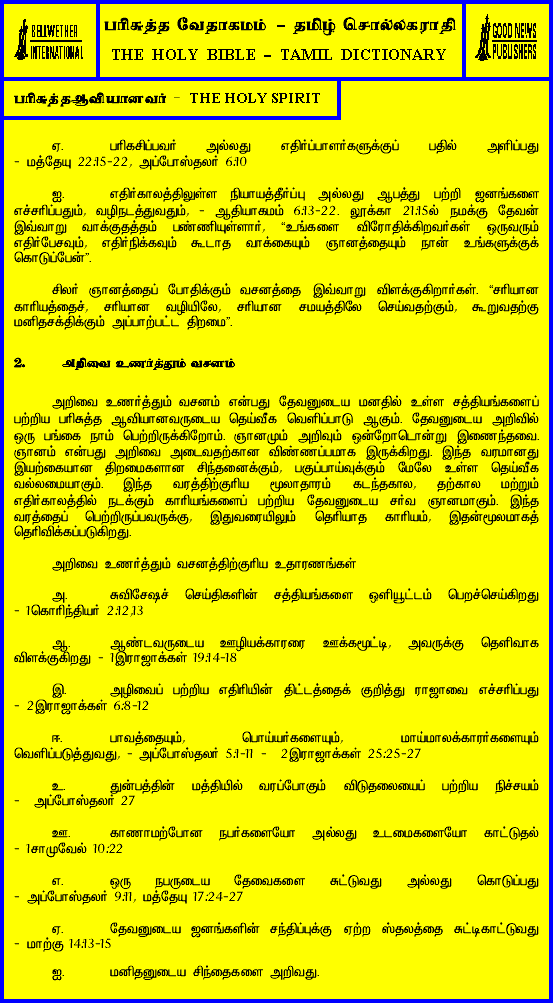 BELLWETHER
INTERNATIONAL
பரிசுத்த வேதாகமம் - தமிழ் சொல்லகராதி
THE HOLY BIBLE - TAMIL DICTIONARY
GOOD NEWS
PUBLISHERS
பரிசுத்தஆவியானவர் - THE HOLY SPIRIT
ஏ. பரிகசிப்பவர் அல்லது எதிர்ப்பாளர்களுக்குப் பதில் அளிப்பது
- மத்தேயு 22:15-22, அப்போஸ்தலர் 6:10
ஐ. எதிர்காலத்திலுள்ள நியாயத்தீர்ப்பு அல்லது ஆபத்து பற்றி ஜனங்களை
எச்சரிப்பதும், வழிநடத்துவதும், - ஆதியாகமம் 6:13-22. லூக்கா 21:15ல் நமக்கு தேவன்
இவ்வாறு வாக்குதத்தம் பண்ணியுள்ளார், “உங்களை விரோதிக்கிறவர்கள் ஒருவரும்
எதிர்பேசவும், எதிர்நிக்கவும் கூடாத வாக்கையும் ஞானத்தையும் நான் உங்களுக்குக்
கொடுப்பேன்”.
சிலர் ஞானத்தைப் போதிக்கும் வசனத்தை இவ்வாறு விளக்குகிறார்கள். “சரியான
காரியத்தைச், சரியான வழியிலே, சரியான சமயத்திலே செய்வதற்கும், கூறுவதற்கு
மனிதசக்திக்கும் அப்பாற்பட்ட திறமை”.
2. அறிவை உணர்த்தும் வசனம்
அறிவை உணர்த்தும் வசனம் என்பது தேவனுடைய மனதில் உள்ள சத்தியங்களைப்
பற்றிய பரிசுத்த ஆவியானவருடைய தெய்வீக வெளிப்பாடு ஆகும். தேவனுடைய அறிவில்
ஒரு பங்கை நாம் பெற்றிருக்கிறோம். ஞானமும் அறிவும் ஒன்றோடொன்று இணைந்தவை.
ஞானம் என்பது அறிவை அடைவதற்கான விண்ணப்பமாக இருக்கிறது. இந்த வரமானது
இயற்கையான திறமைகளான சிந்தனைக்கும், பகுப்பாய்வுக்கும் மேலே உள்ள தெய்வீக
வல்லமையாகும். இந்த வரத்திற்குரிய மூலாதாரம் கடந்தகால, தற்கால மற்றும்
எதிர்காலத்தில் நடக்கும் காரியங்களைப் பற்றிய தேவனுடைய சர்வ ஞானமாகும். இந்த
வரத்தைப் பெற்றிருப்பவருக்கு, இதுவரையிலும் தெரியாத காரியம், இதன்மூலமாகத்
தெரிவிக்கப்படுகிறது.
அறிவை உணர்த்தும் வசனத்திற்குரிய உதாரணங்கள்
அ. சுவிசேஷச் செய்திகளின் சத்தியங்களை ஒளியூட்டம் பெறச்செய்கிறது
- 1கொரிந்தியர் 2:12,13
ஆ. ஆண்டவருடைய ஊழியக்காரரை ஊக்கமூட்டி, அவருக்கு தெளிவாக
விளக்குகிறது - 1இராஜாக்கள் 19:14-18
இ. அழிவைப் பற்றிய எதிரியின் திட்டத்தைக் குறித்து ராஜாவை எச்சரிப்பது
- 2இராஜாக்கள் 6:8-12
ஈ. பாவத்தையும், பொய்யர்களையும், மாய்மாலக்காரர்களையும்
வெளிப்படுத்துவது, - அப்போஸ்தலர் 5:1-11 - 2இராஜாக்கள் 25:25-27
உ. துன்பத்தின் மத்தியில் வரப்போகும் விடுதலையைப் பற்றிய நிச்சயம்
- அப்போஸ்தலர் 27
ஊ. காணாமற்போன நபர்களையோ அல்லது உடமைகளையோ காட்டுதல்
- 1சாமுவேல் 10:22
எ. ஒரு நபருடைய தேவைகளை சுட்டுவது அல்லது கொடுப்பது
- அப்போஸ்தலர் 9:11, மத்தேயு 17:24-27
ஏ. தேவனுடைய ஜனங்களின் சந்திப்புக்கு ஏற்ற ஸ்தலத்தை சுட்டிகாட்டுவது
- மாற்கு 14:13-15
ஐ. மனிதனுடைய சிந்தைகளை அறிவது.